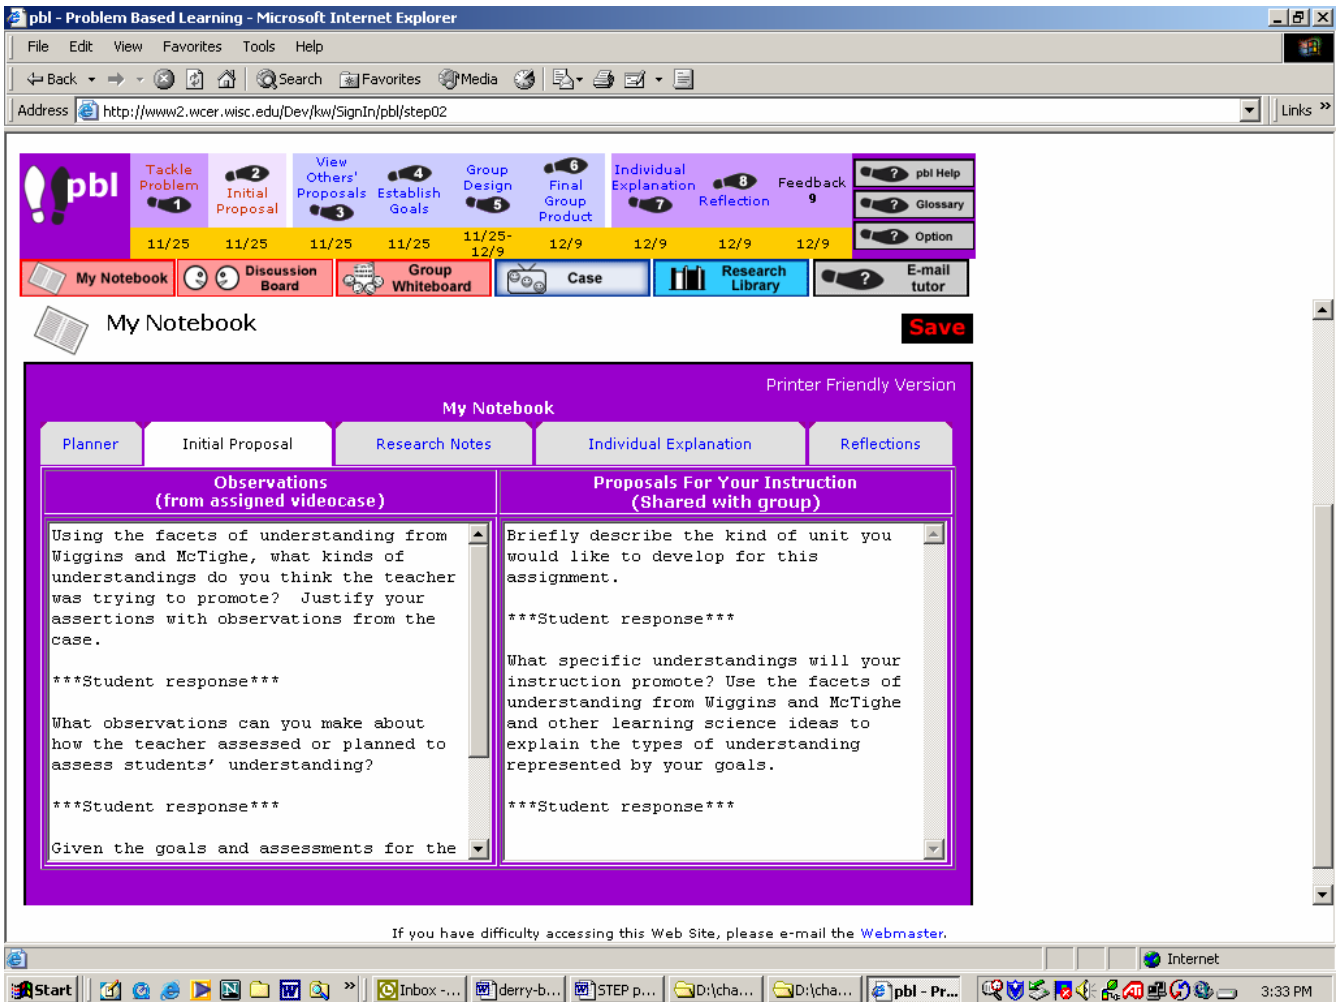 pbl - Problem Based Learning - Microsoft Internet Explorer
File Edit View Favorites Tools Help
Back Search Favorites Media
Address http://www2.wcer.wisc.edu/Dev/kw/SignIn/pbl/step02 Links »
pbl
Tackle Problem 1
2 Initial Proposal
View Others' Proposals 3
4 Establish Goals
Group Design 5
6 Final Group Product
Individual Explanation 7
8 Reflection
Feedback 9
? pbl Help
? Glossary
? Option
11/25 11/25 11/25 11/25 11/25-12/9 12/9 12/9 12/9 12/9
My Notebook
Discussion Board
Group Whiteboard
Case
Research Library
? E-mail tutor
My Notebook
Save
Printer Friendly Version
My Notebook
Planner Initial Proposal Research Notes Individual Explanation Reflections
Observations
(from assigned videocase)
Using the facets of understanding from
Wiggins and McTighe, what kinds of
understandings do you think the teacher
was trying to promote? Justify your
assertions with observations from the
case.
***Student response***
What observations can you make about
how the teacher assessed or planned to
assess students' understanding?
***Student response***
Given the goals and assessments for the
Proposals For Your Instruction
(Shared with group)
Briefly describe the kind of unit you
would like to develop for this
assignment.
***Student response***
What specific understandings will your
instruction promote? Use the facets of
understanding from Wiggins and McTighe
and other learning science ideas to
explain the types of understanding
represented by your goals.
***Student response***
If you have difficulty accessing this Web Site, please e-mail the Webmaster.
Internet
Start » Inbox -... derry-b... STEP p... D:\cha... D:\cha... pbl - Pr... 3:33 PM